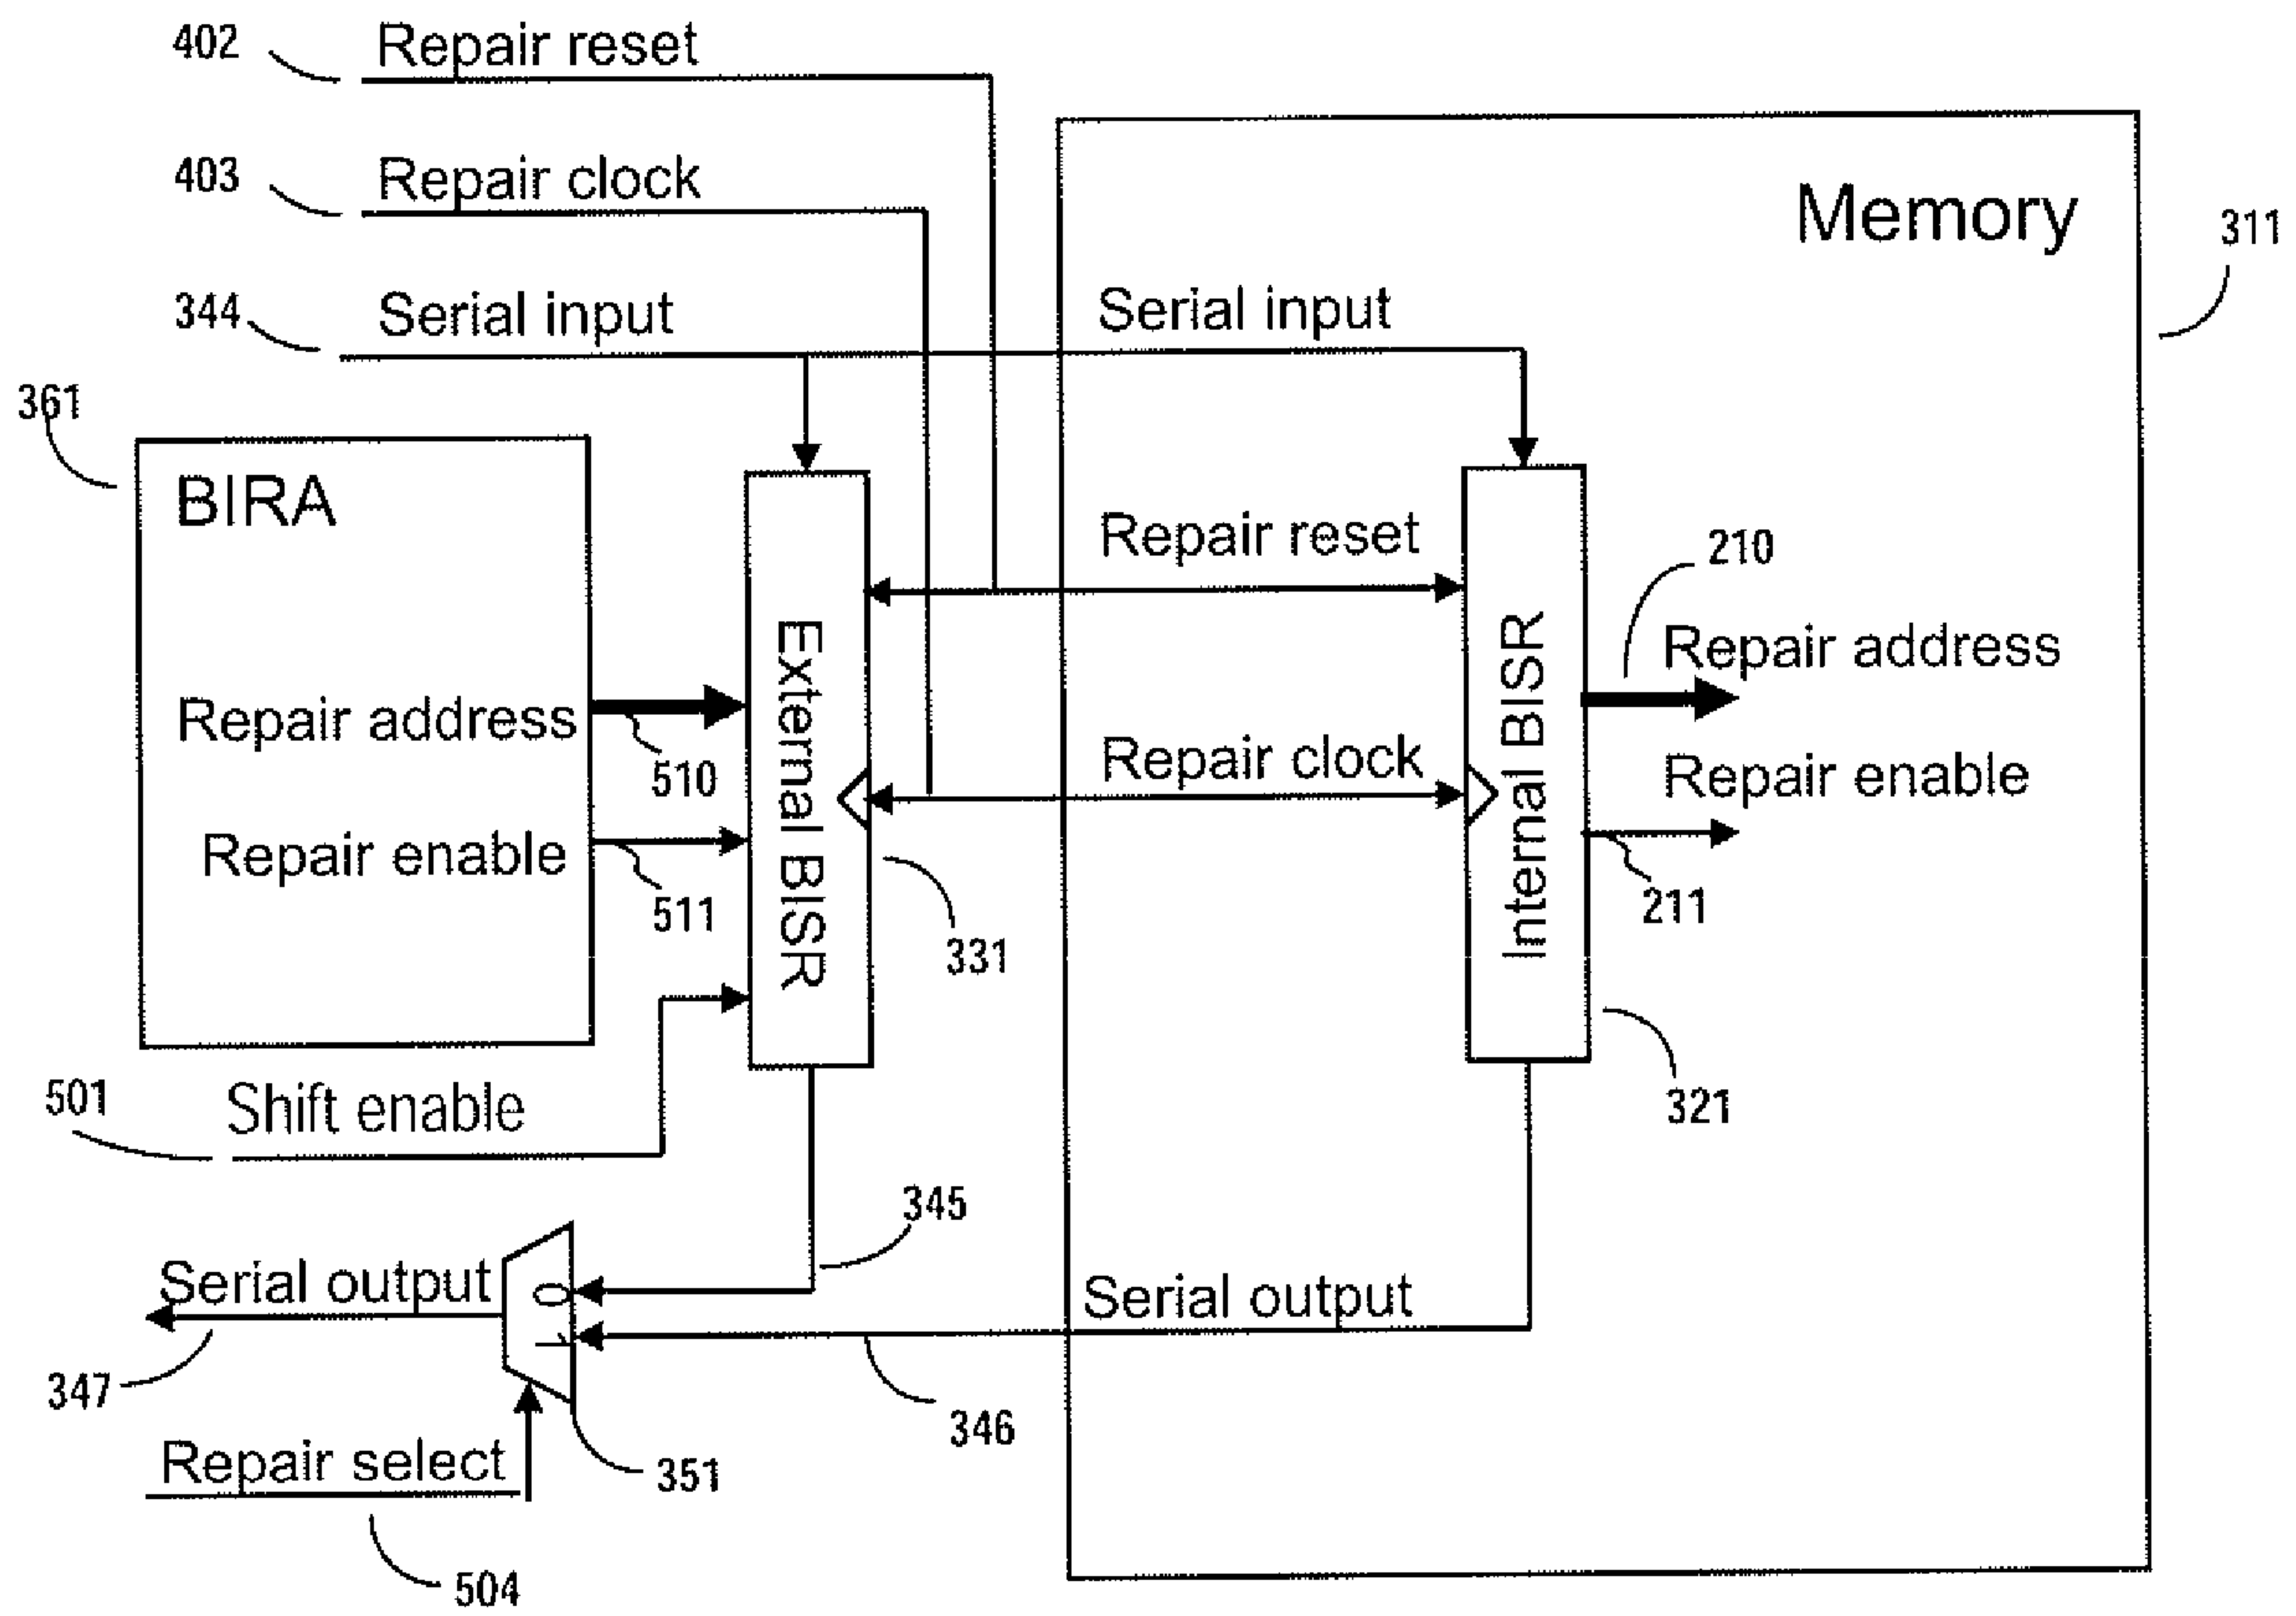 402 Repair reset
403 Repair clock
Memory
311
344 Serial input
Serial input
361
BIRA
Repair reset
210
Repair address
External BISR
Internal BISR
Repair address
510
Repair clock
Repair enable
Repair enable
511
331
211
501 Shift enable
321
345
Serial output
0
1
Serial output
347
346
Repair select
351
504